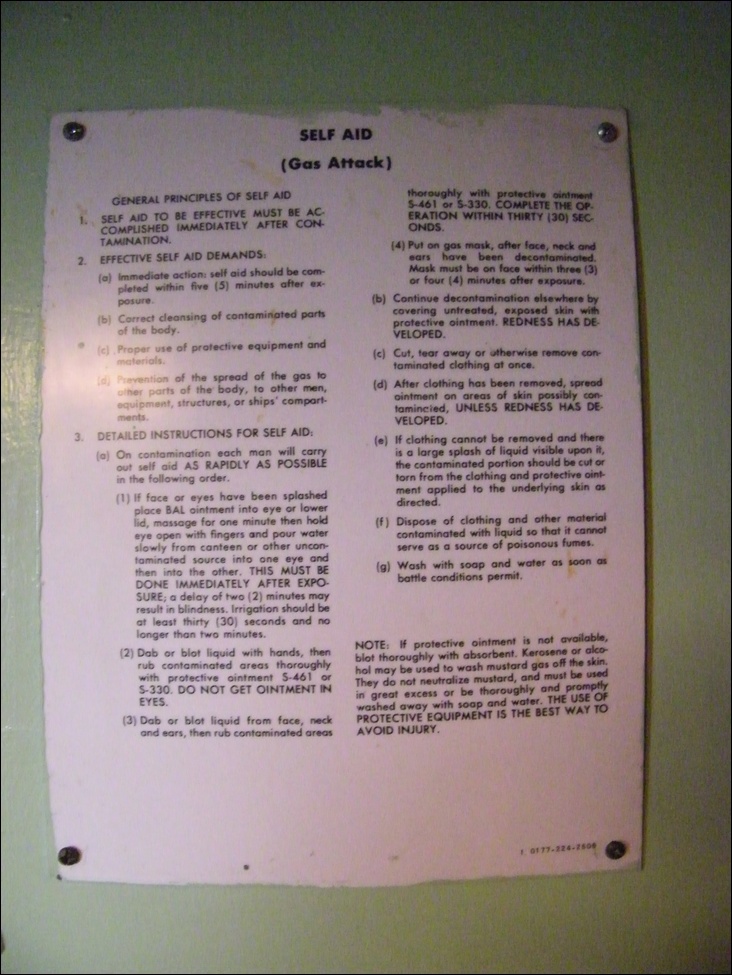 SELF AID
(Gas Attack)
GENERAL PRINCIPLES OF SELF AID
1. SELF AID TO BE EFFECTIVE MUST BE AC-
COMPLISHED IMMEDIATELY AFTER CON-
TAMINATION.
2. EFFECTIVE SELF AID DEMANDS:
(a) Immediate action: self aid should be com-
pleted within five (5) minutes after ex-
posure.
(b) Correct cleansing of contaminated parts
of the body.
(c) Proper use of protective equipment and
materials.
(d) Prevention of the spread of the gas to
other parts of the body, to other men,
equipment, structures, or ships' compart-
ments.
3. DETAILED INSTRUCTIONS FOR SELF AID:
(a) On contamination each man will carry
out self aid AS RAPIDLY AS POSSIBLE
in the following order.
(1) If face or eyes have been splashed
place BAL ointment into eye or lower
lid, massage for one minute then hold
eye open with fingers and pour water
slowly from canteen or other uncon-
taminated source into one eye and
then into the other. THIS MUST BE
DONE IMMEDIATELY AFTER EXPO-
SURE; a delay of two (2) minutes may
result in blindness. Irrigation should be
at least thirty (30) seconds and no
longer than two minutes.
(2) Dab or blot liquid with hands, then
rub contaminated areas thoroughly
with protective ointment S-461 or
S-330. DO NOT GET OINTMENT IN
EYES.
(3) Dab or blot liquid from face, neck
and ears, then rub contaminated areas
thoroughly with protective ointment
S-461 or S-330. COMPLETE THE OP-
ERATION WITHIN THIRTY (30) SEC-
ONDS.
(4) Put on gas mask, after face, neck and
ears have been decontaminated.
Mask must be on face within three (3)
or four (4) minutes after exposure.
(b) Continue decontamination elsewhere by
covering untreated, exposed skin with
protective ointment. REDNESS HAS DE-
VELOPED.
(c) Cut, tear away or otherwise remove con-
taminated clothing at once.
(d) After clothing has been removed, spread
ointment on areas of skin possibly con-
tamincied, UNLESS REDNESS HAS DE-
VELOPED.
(e) If clothing cannot be removed and there
is a large splash of liquid visible upon it,
the contaminated portion should be cut or
torn from the clothing and protective oint-
ment applied to the underlying skin as
directed.
(f) Dispose of clothing and other material
contaminated with liquid so that it cannot
serve as a source of poisonous fumes.
(g) Wash with soap and water as soon as
battle conditions permit.
NOTE: If protective ointment is not available,
blot thoroughly with absorbent. Kerosene or alco-
hol may be used to wash mustard gas off the skin.
They do not neutralize mustard, and must be used
in great excess or be thoroughly and promptly
washed away with soap and water. THE USE OF
PROTECTIVE EQUIPMENT IS THE BEST WAY TO
AVOID INJURY.
0177-224-2500